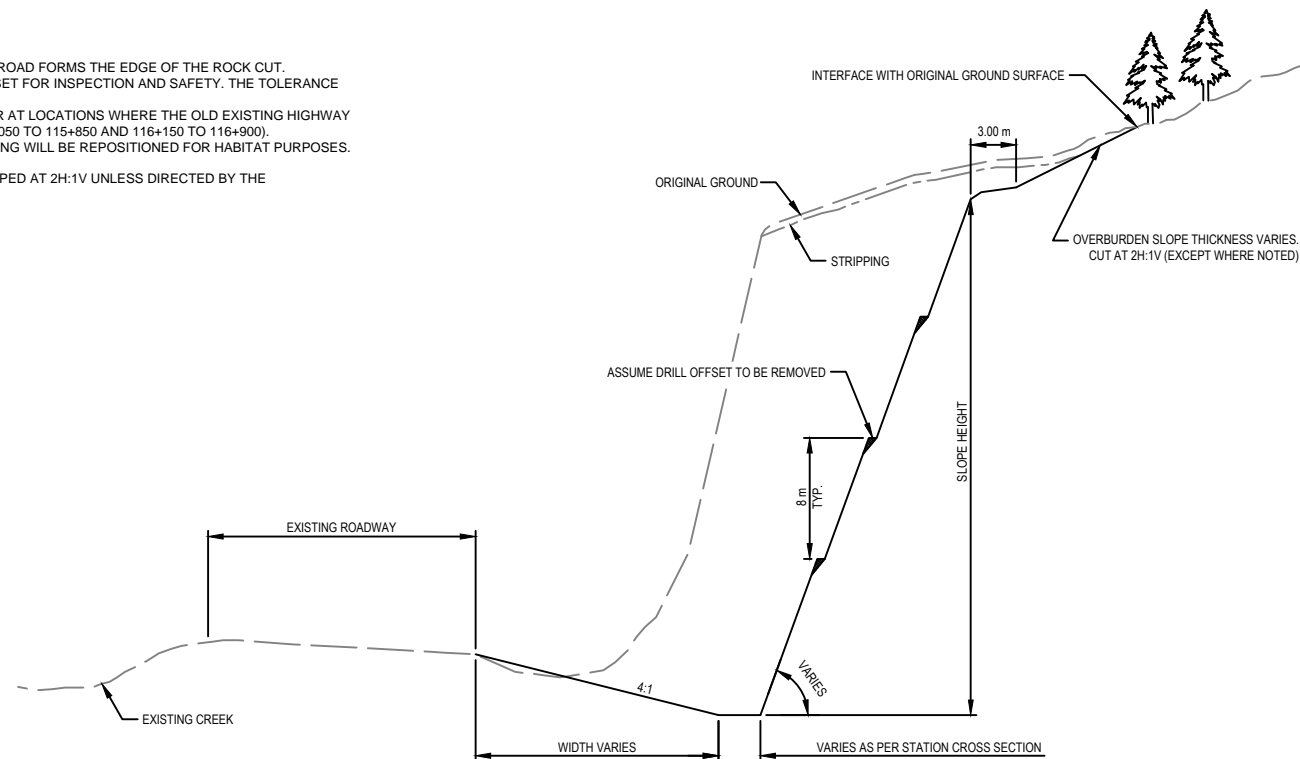 ROAD FORMS THE EDGE OF THE ROCK CUT.
SET FOR INSPECTION AND SAFETY. THE TOLERANCE
R AT LOCATIONS WHERE THE OLD EXISTING HIGHWAY
050 TO 115+850 AND 116+150 TO 116+900).
NG WILL BE REPOSITIONED FOR HABITAT PURPOSES.
PED AT 2H:1V UNLESS DIRECTED BY THE
INTERFACE WITH ORIGINAL GROUND SURFACE
3.00 m
ORIGINAL GROUND
STRIPPING
OVERBURDEN SLOPE THICKNESS VARIES.
CUT AT 2H:1V (EXCEPT WHERE NOTED)
ASSUME DRILL OFFSET TO BE REMOVED
SLOPE HEIGHT
8 m
TYP.
EXISTING ROADWAY
VARIES
4:1
EXISTING CREEK
WIDTH VARIES
VARIES AS PER STATION CROSS SECTION